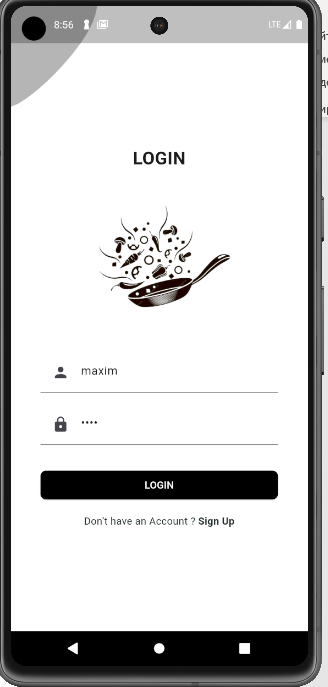 8:56
LTE
LOGIN
maxim
••••
LOGIN
Don't have an Account ? Sign Up